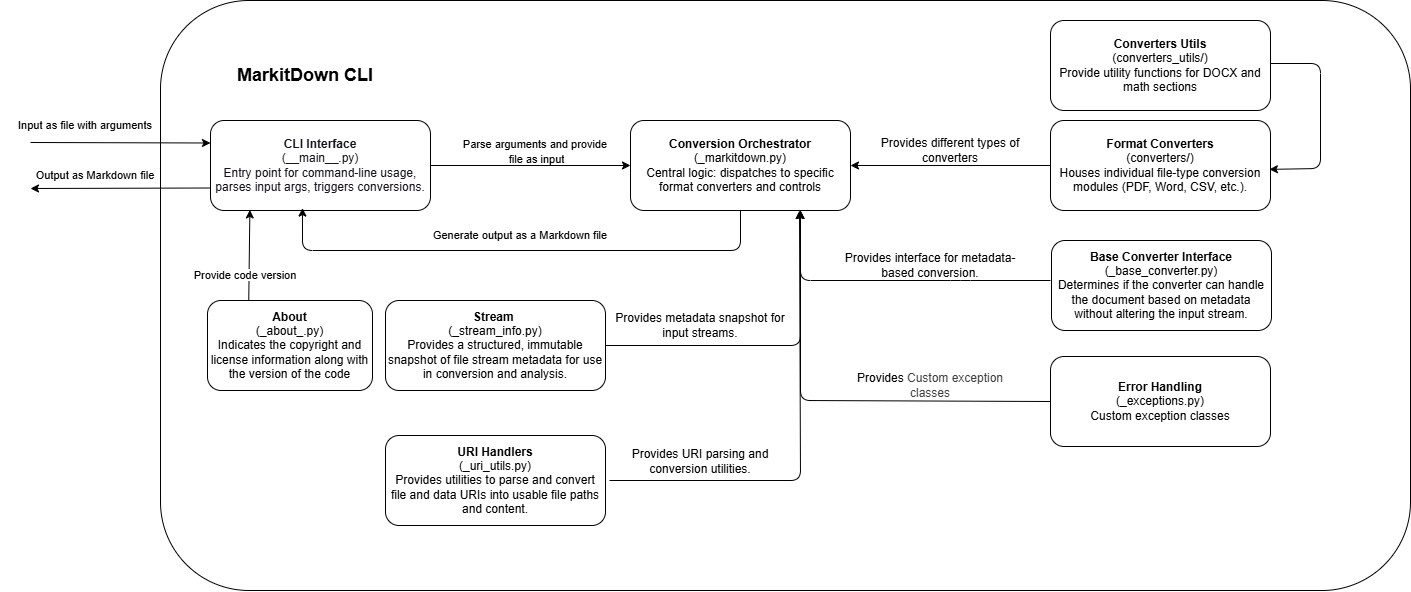 MarkitDown CLI
Input as file with arguments
Output as Markdown file
CLI Interface
(__main__.py)
Entry point for command-line usage,
parses input args, triggers conversions.
Parse arguments and provide
file as input
Conversion Orchestrator
(_markitdown.py)
Central logic: dispatches to specific
format converters and controls
Provides different types of
converters
Converters Utils
(converters_utils/)
Provide utility functions for DOCX and
math sections
Format Converters
(converters/)
Houses individual file-type conversion
modules (PDF, Word, CSV, etc.).
Generate output as a Markdown file
Provide code version
About
(_about_.py)
Indicates the copyright and
license information along with
the version of the code
Stream
(_stream_info.py)
Provides a structured, immutable
snapshot of file stream metadata for use
in conversion and analysis.
Provides metadata snapshot for
input streams.
Provides interface for metadata-
based conversion.
Base Converter Interface
(_base_converter.py)
Determines if the converter can handle
the document based on metadata
without altering the input stream.
Provides Custom exception
classes
Error Handling
(_exceptions.py)
Custom exception classes
URI Handlers
(_uri_utils.py)
Provides utilities to parse and convert
file and data URIs into usable file paths
and content.
Provides URI parsing and
conversion utilities.